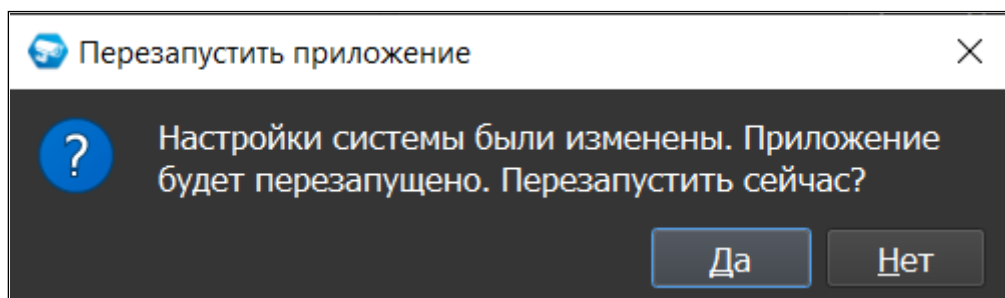 Перезапустить приложение
?
Настройки системы были изменены. Приложение
будет перезапущено. Перезапустить сейчас?
Да
Нет